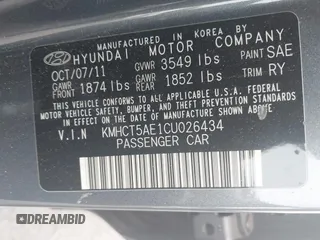 MANUFACTURED IN KOREA BY
HYUNDAI MOTOR COMPANY
OCT/07/11 GVWR 3549 lbs PAINT SAE
GAWR 1874 lbs GAWR 1852 lbs TRIM RY
THIS VEHICLE CONFORMS TO ALL APPLICABLE U.S.
FEDERAL MOTOR VEHICLE SAFETY, BUMPER, AND
THEFT PREVENTION STANDARDS IN EFFECT ON THE
DATE OF MANUFACTURE SHOWN ABOVE.
V.I.N KMHCT5AE1CU026434
PASSENGER CAR
DREAMBID
DREAMBID.COM